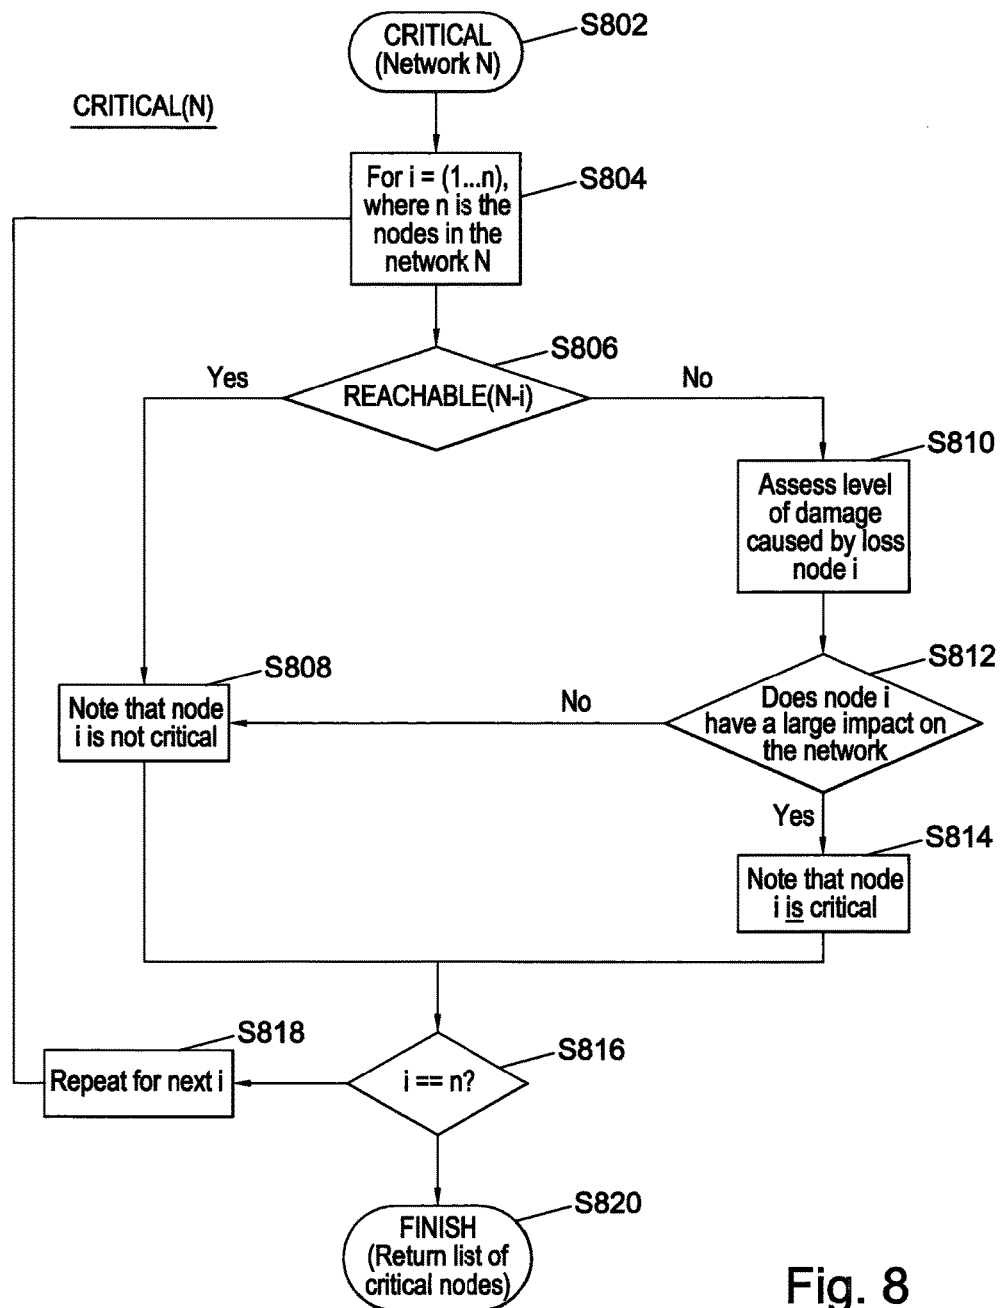 CRITICAL
(Network N)
S802
CRITICAL(N)
For i = (1...n),
where n is the
nodes in the
network N
S804
S806
Yes
REACHABLE(N-i)
No
S810
Assess level
of damage
caused by loss
node i
S808
Note that node
i is not critical
No
S812
Does node i
have a large impact on
the network
Yes
S814
Note that node
i is critical
S818
Repeat for next i
S816
i == n?
S820
FINISH
(Return list of
critical nodes)
Fig. 8